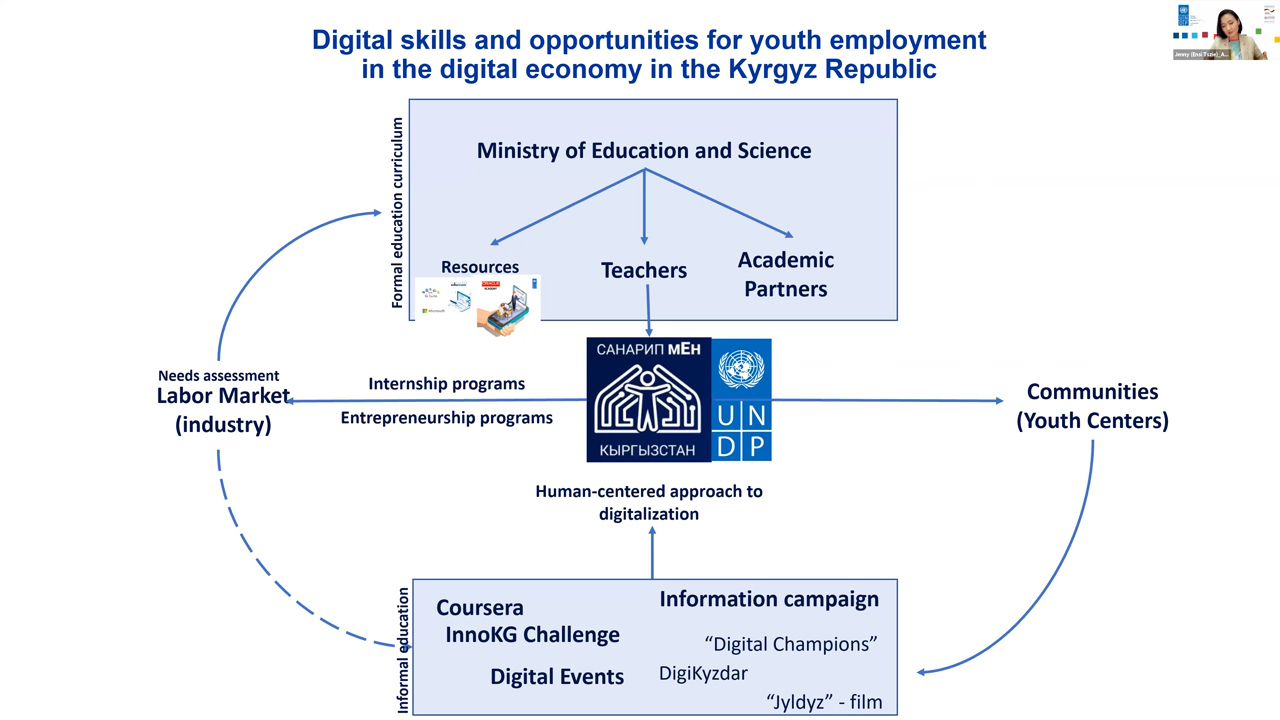 Digital skills and opportunities for youth employment
in the digital economy in the Kyrgyz Republic
Formal education curriculum
Ministry of Education and Science
Resources
Teachers
Academic
Partners
ORACLE
ACADEMY
Microsoft
САНАРИП МЕН
КЫРГЫЗСТАН
U N
D P
Needs assessment
Labor Market
(industry)
Internship programs
Entrepreneurship programs
Communities
(Youth Centers)
Human-centered approach to
digitalization
Informal education
Coursera
InnoKG Challenge
Digital Events
Information campaign
“Digital Champions”
DigiKyzdar
“Jyldyz” - film